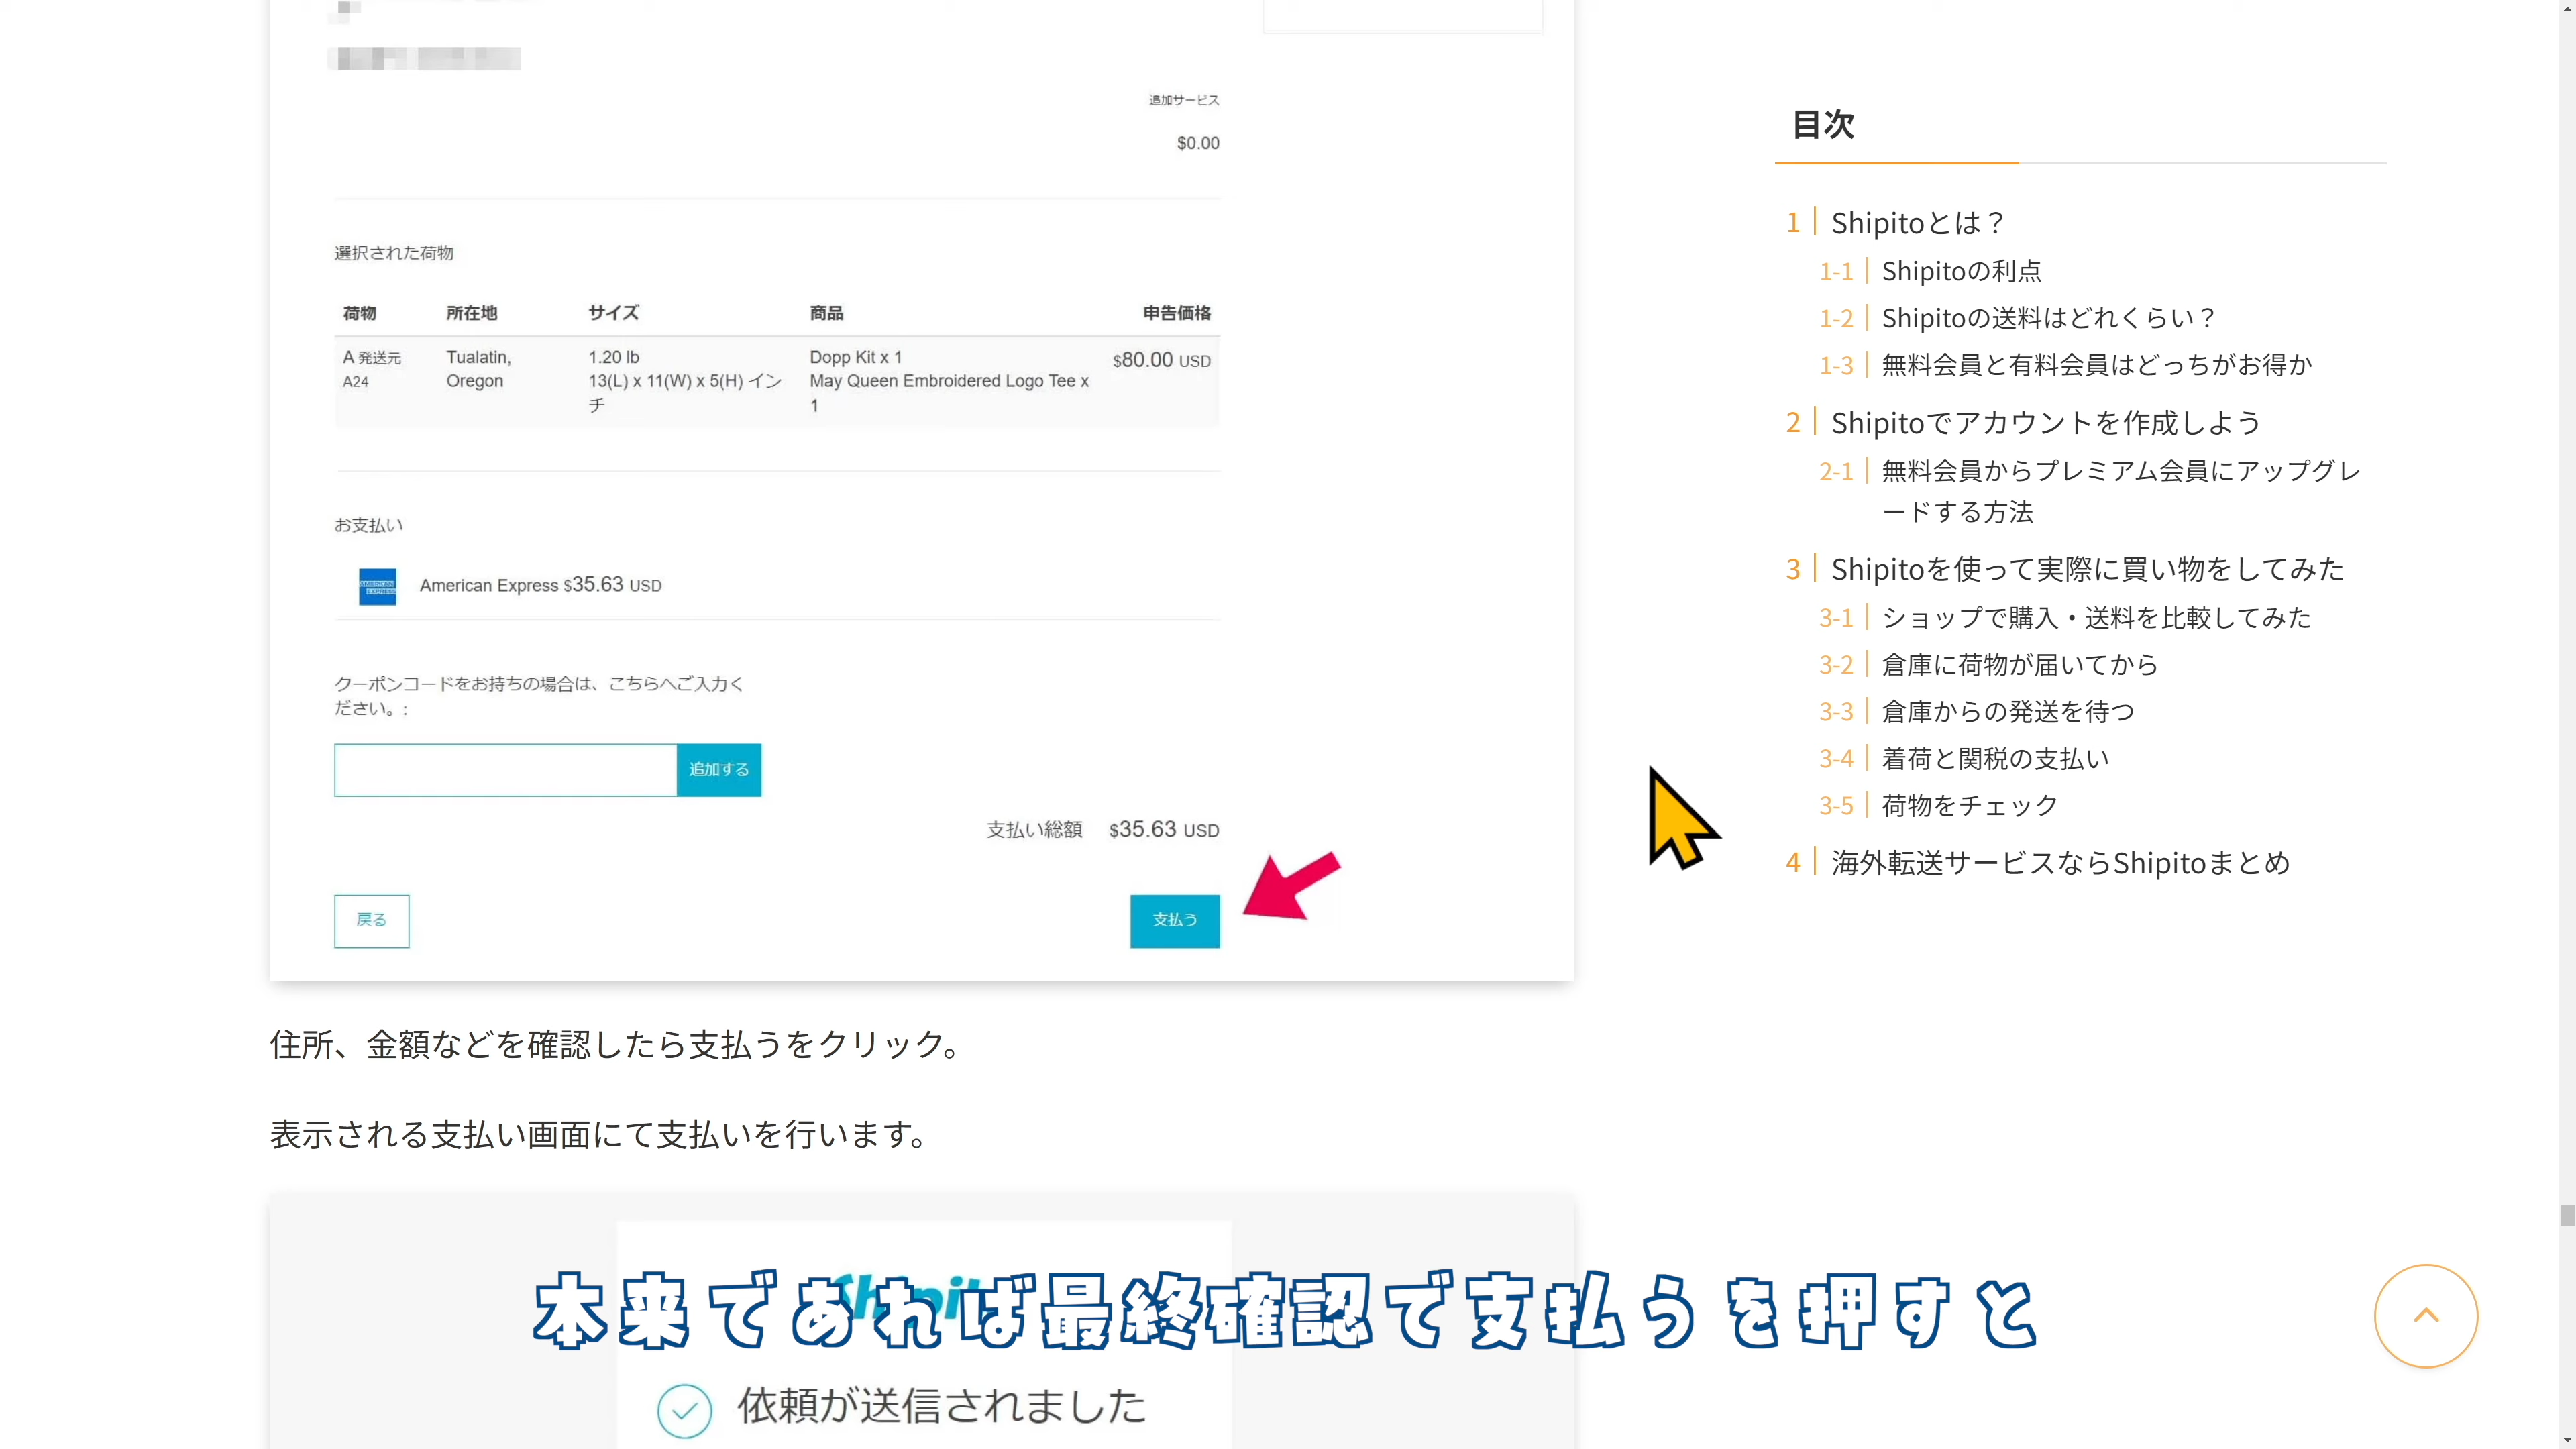 追加サービス
$0.00
選択された荷物
荷物 所在地 サイズ 商品 申告価格
A 発送元 Tualatin, 1.20 lb Dopp Kit x 1 $80.00 USD
A24 Oregon 13(L) x 11(W) x 5(H) イン May Queen Embroidered Logo Tee x
チ 1
お支払い
AMERICAN
EXPRESS
American Express $35.63 USD
クーポンコードをお持ちの場合は、こちらへご入力く
ださい。:
追加する
支払い総額 $35.63 USD
戻る 支払う
住所、金額などを確認したら支払うをクリック。
表示される支払い画面にて支払いを行います。
本来であれば最終確認で支払うを押すと
依頼が送信されました
目次
1 Shipitoとは？
1-1 Shipitoの利点
1-2 Shipitoの送料はどれくらい？
1-3 無料会員と有料会員はどっちがお得か
2 Shipitoでアカウントを作成しよう
2-1 無料会員からプレミアム会員にアップグレ
ードする方法
3 Shipitoを使って実際に買い物をしてみた
3-1 ショップで購入・送料を比較してみた
3-2 倉庫に荷物が届いてから
3-3 倉庫からの発送を待つ
3-4 着荷と関税の支払い
3-5 荷物をチェック
4 海外転送サービスならShipitoまとめ